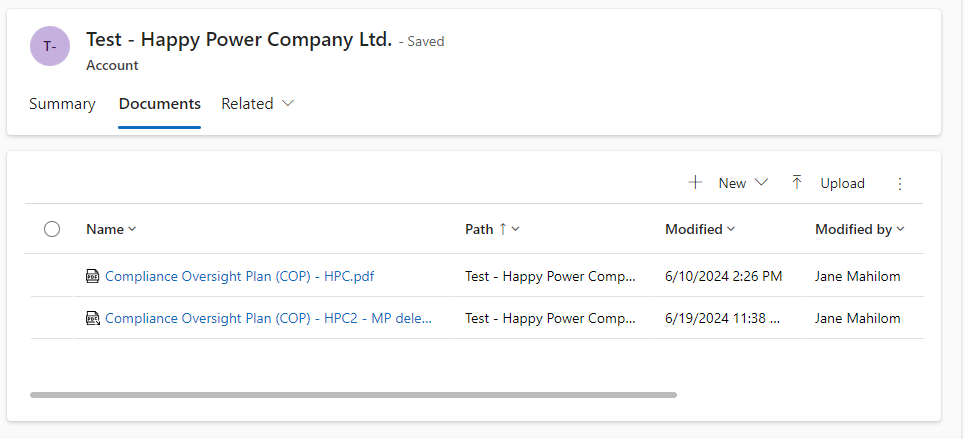 T-
Test - Happy Power Company Ltd. - Saved
Account
Summary Documents Related
New Upload
Name Path ↑ Modified Modified by
Compliance Oversight Plan (COP) - HPC.pdf Test - Happy Power Comp... 6/10/2024 2:26 PM Jane Mahilom
Compliance Oversight Plan (COP) - HPC2 - MP dele... Test - Happy Power Comp... 6/19/2024 11:38 ... Jane Mahilom